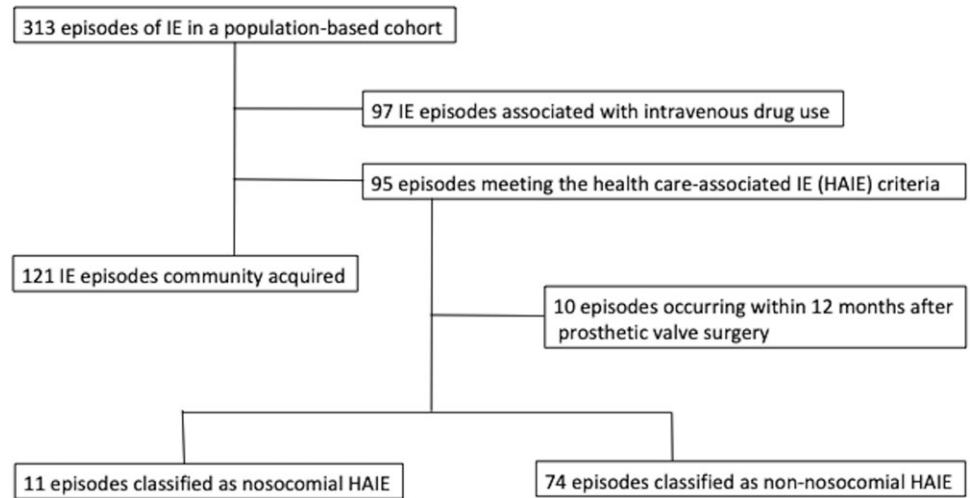 313 episodes of IE in a population-based cohort
97 IE episodes associated with intravenous drug use
95 episodes meeting the health care-associated IE (HAIE) criteria
121 IE episodes community acquired
10 episodes occurring within 12 months after
prosthetic valve surgery
11 episodes classified as nosocomial HAIE
74 episodes classified as non-nosocomial HAIE